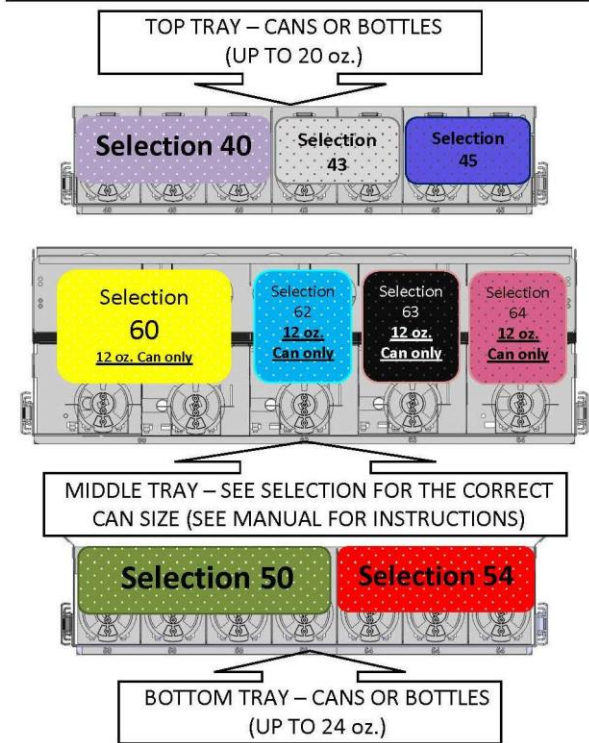 TOP TRAY – CANS OR BOTTLES
(UP TO 20 oz.)
Selection 40
Selection
43
Selection
45
Selection
60
12 oz. Can only
Selection
62
12 oz.
Can only
Selection
63
12 oz.
Can only
Selection
64
12 oz.
Can only
MIDDLE TRAY – SEE SELECTION FOR THE CORRECT
CAN SIZE (SEE MANUAL FOR INSTRUCTIONS)
Selection 50
Selection 54
BOTTOM TRAY – CANS OR BOTTLES
(UP TO 24 oz.)